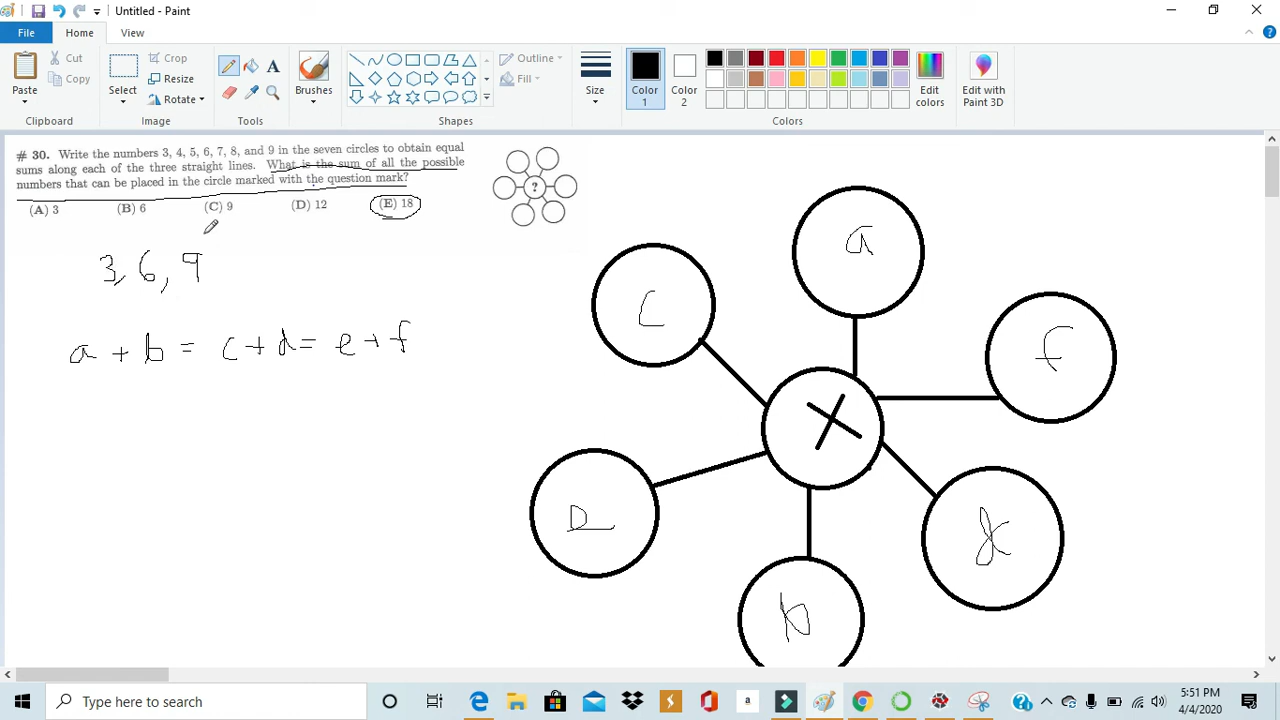 Untitled - Paint
File Home View
Paste
Cut
Copy
Clipboard
Select
Crop
Resize
Rotate
Image
A
Tools
Brushes
Shapes
Outline
Fill
Size
Color 1
Color 2
Colors
Edit colors
Edit with Paint 3D
# 30. Write the numbers 3, 4, 5, 6, 7, 8, and 9 in the seven circles to obtain equal
sums along each of the three straight lines. What is the sum of all the possible
numbers that can be placed in the circle marked with the question mark?
(A) 3 (B) 6 (C) 9 (D) 12 (E) 18
?
3, 6, 9
a + b = c + d = e + f
a
c
f
x
e
d
b
Type here to search
a
5:51 PM
4/4/2020